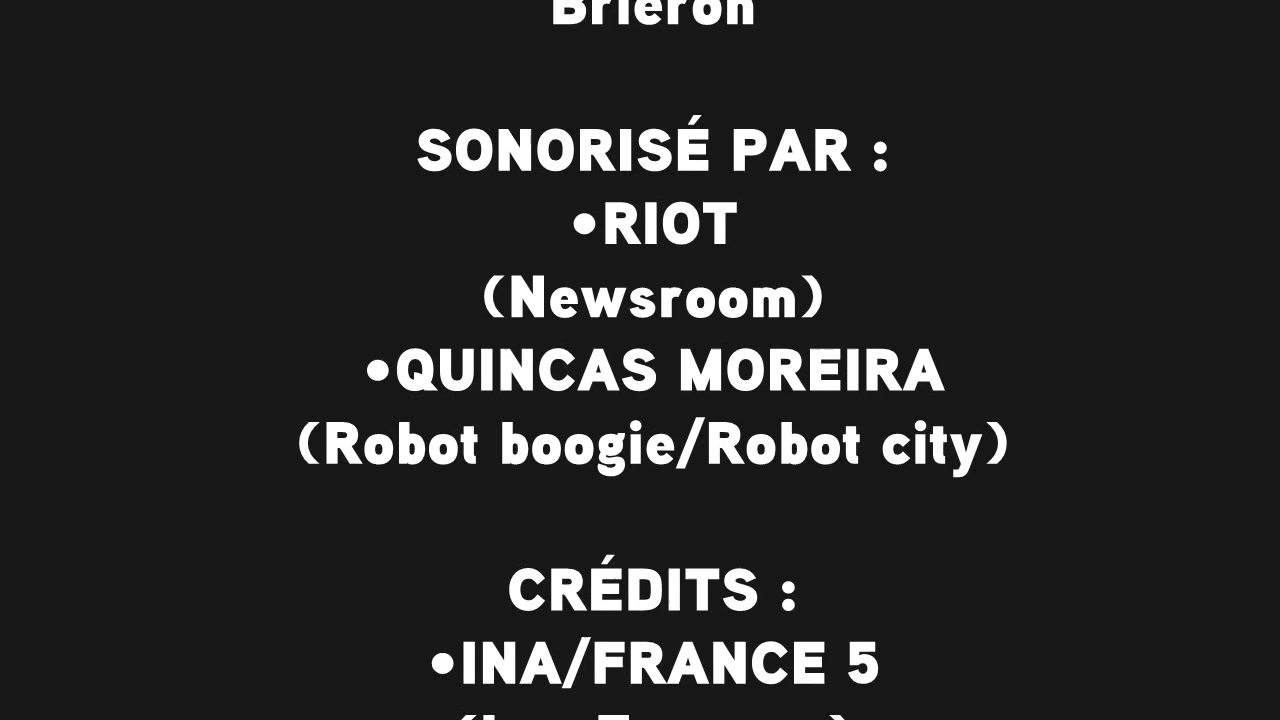 Brieron
SONORISÉ PAR :
•RIOT
(Newsroom)
•QUINCAS MOREIRA
(Robot boogie/Robot city)
CRÉDITS :
•INA/FRANCE 5